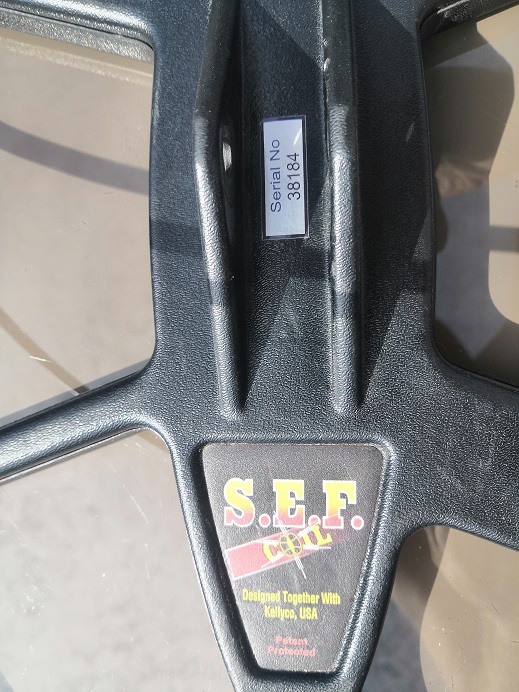 Serial No
38184
S.E.F.
COIL
Designed Together With
Kellyco, USA
Patent
Protected